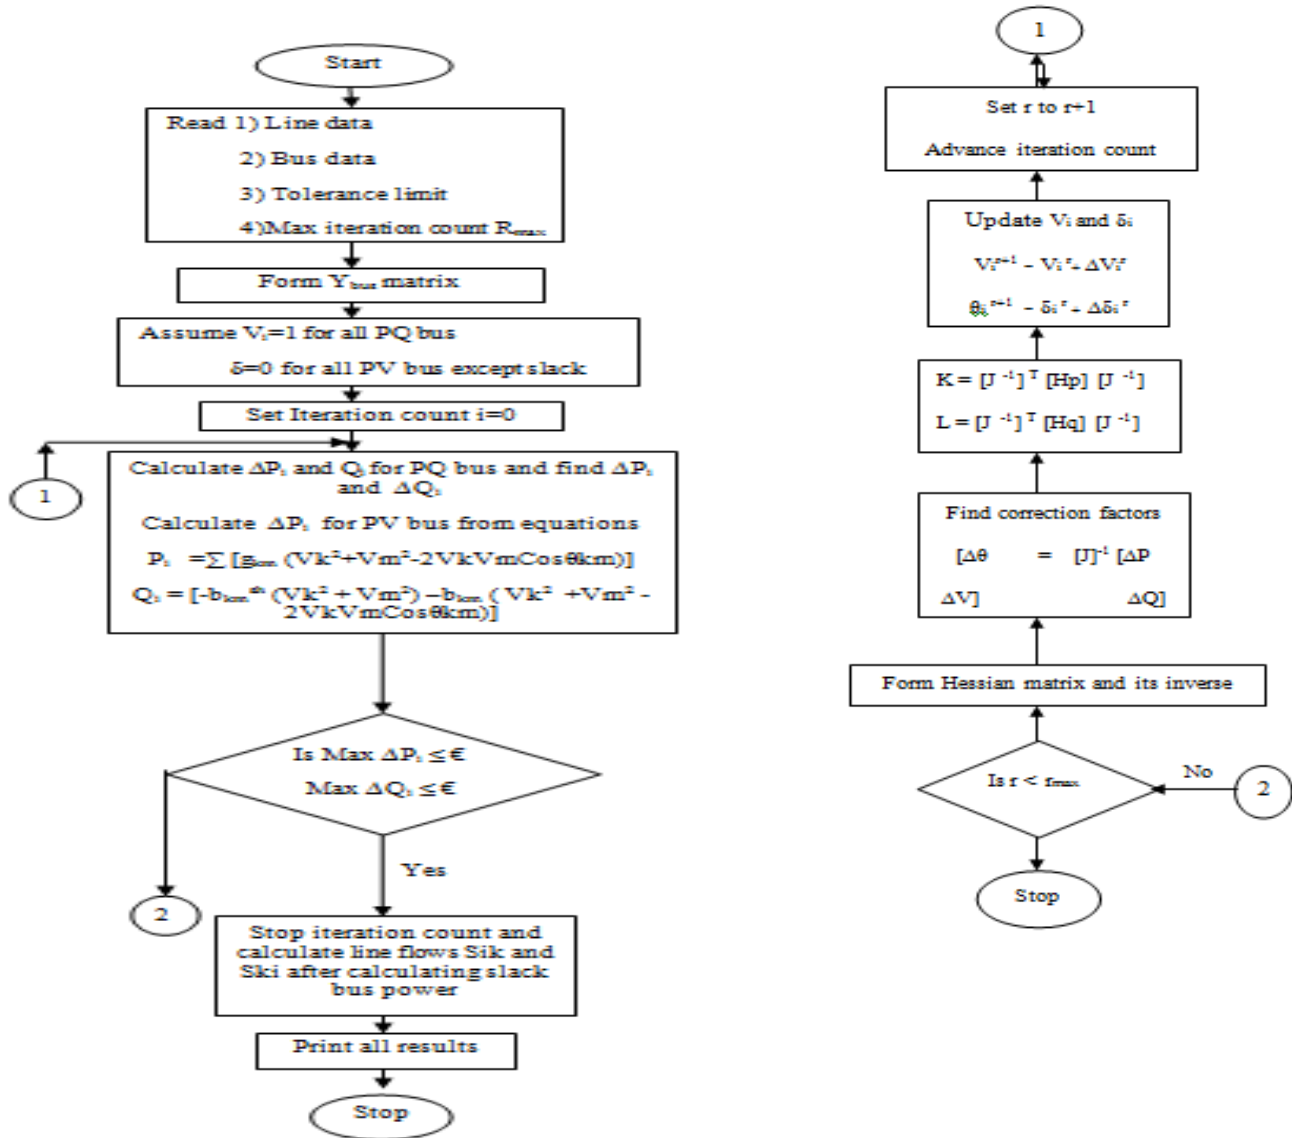 Start
Read 1) Line data
2) Bus data
3) Tolerance limit
4)Max iteration count Rmax
Form Ybus matrix
Assume Vi=1 for all PQ bus
δ=0 for all PV bus except slack
Set Iteration count i=0
1
Calculate ΔPi and Qi for PQ bus and find ΔPi
and ΔQi
Calculate ΔPi for PV bus from equations
Pi =∑ [gkm (Vk²+Vm²-2VkVmCosθkm)]
Qi = [-bkmsh (Vk² + Vm²) –bkm ( Vk² +Vm² -
2VkVmCosθkm)]
Is Max ΔPi ≤ €
Max ΔQi ≤ €
Yes
2
Stop iteration count and
calculate line flows Sik and
Ski after calculating slack
bus power
Print all results
Stop
1
Set r to r+1
Advance iteration count
Update Vi and δi
Vi^r+1 - Vi^r + ΔVi^r
θi^r+1 - δi^r + Δδi^r
K = [J ⁻¹] ᵀ [Hp] [J ⁻¹]
L = [J ⁻¹] ᵀ [Hq] [J ⁻¹]
Find correction factors
[Δθ = [J]⁻¹ [ΔP
ΔV] ΔQ]
Form Hessian matrix and its inverse
Is r < rmax
No
2
Stop